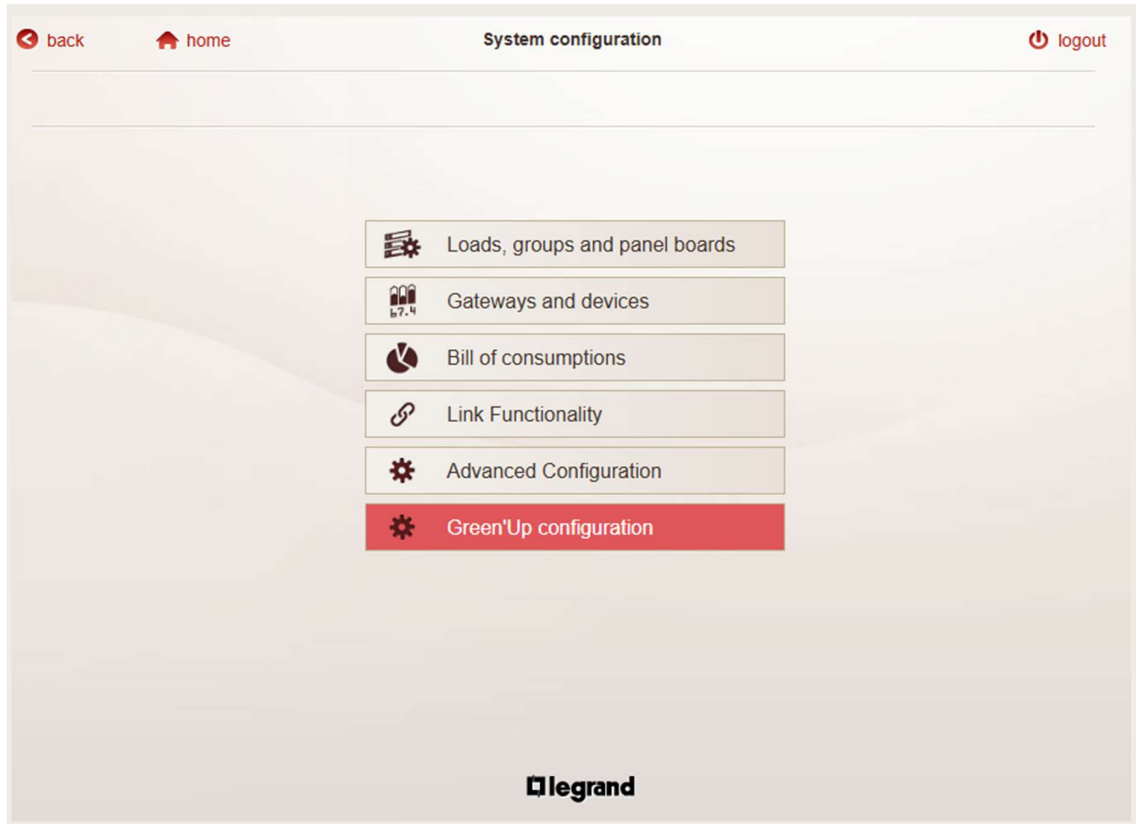 back home System configuration logout
Loads, groups and panel boards
67.4 Gateways and devices
Bill of consumptions
Link Functionality
Advanced Configuration
Green'Up configuration
legrand